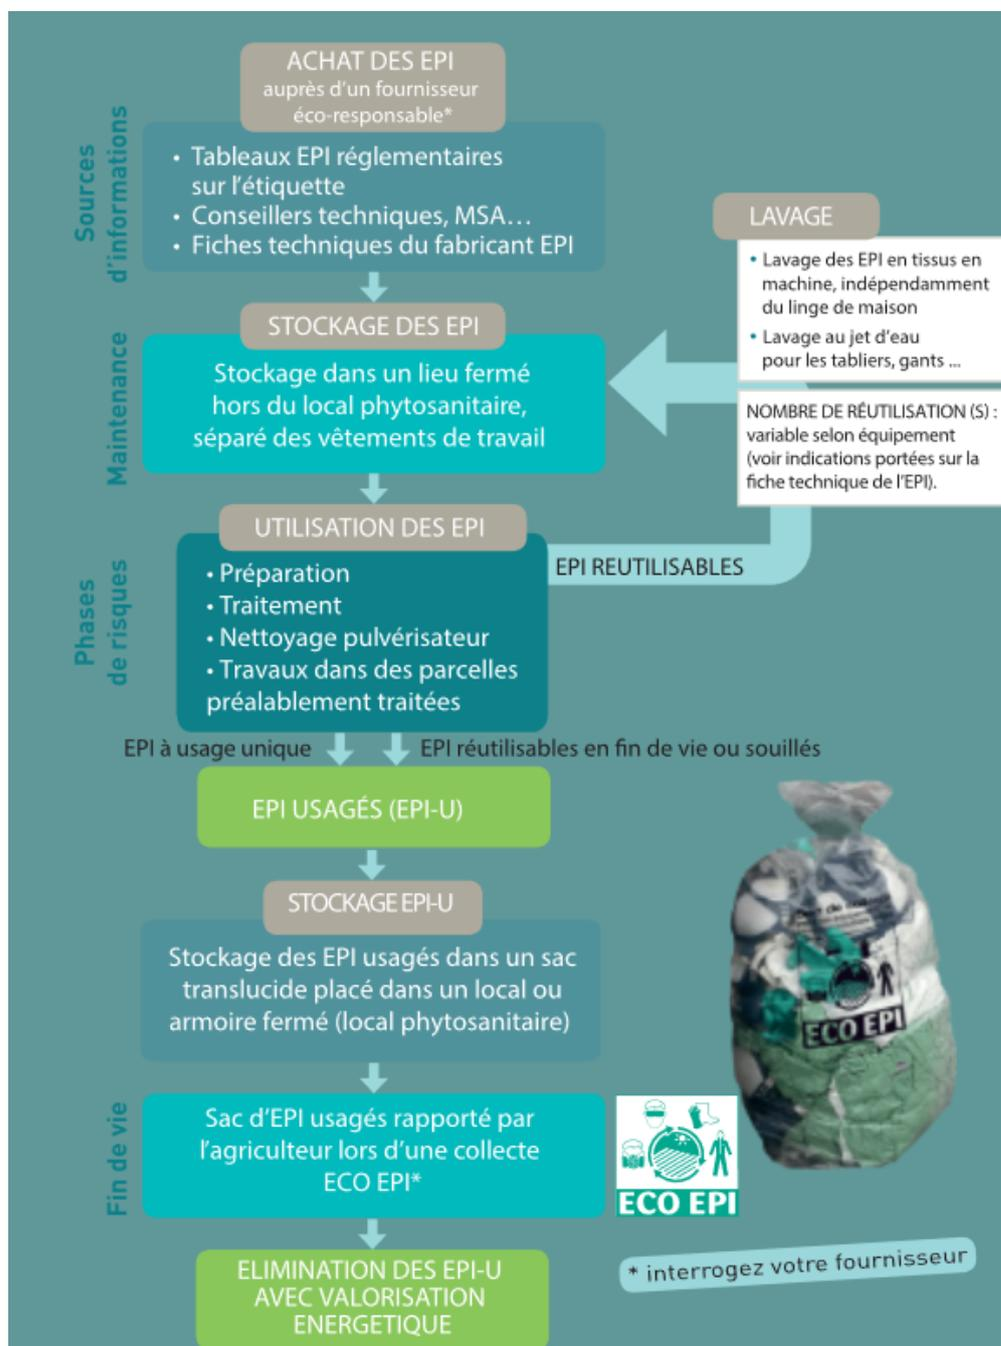 ACHAT DES EPI
auprès d'un fournisseur
éco-responsable*
Sources
d'informations
• Tableaux EPI réglementaires
sur l'étiquette
• Conseillers techniques, MSA…
• Fiches techniques du fabricant EPI
LAVAGE
• Lavage des EPI en tissus en
machine, indépendamment
du linge de maison
• Lavage au jet d'eau
pour les tabliers, gants ...
STOCKAGE DES EPI
Maintenance
Stockage dans un lieu fermé
hors du local phytosanitaire,
séparé des vêtements de travail
NOMBRE DE RÉUTILISATION (S) :
variable selon équipement
(voir indications portées sur la
fiche technique de l'EPI).
UTILISATION DES EPI
EPI REUTILISABLES
Phases
de risques
• Préparation
• Traitement
• Nettoyage pulvérisateur
• Travaux dans des parcelles
préalablement traitées
EPI à usage unique
EPI réutilisables en fin de vie ou souillés
EPI USAGÉS (EPI-U)
STOCKAGE EPI-U
Stockage des EPI usagés dans un sac
translucide placé dans un local ou
armoire fermé (local phytosanitaire)
ECO EPI
Fin de vie
Sac d'EPI usagés rapporté par
l'agriculteur lors d'une collecte
ECO EPI*
ECO EPI
* interrogez votre fournisseur
ELIMINATION DES EPI-U
AVEC VALORISATION
ENERGETIQUE